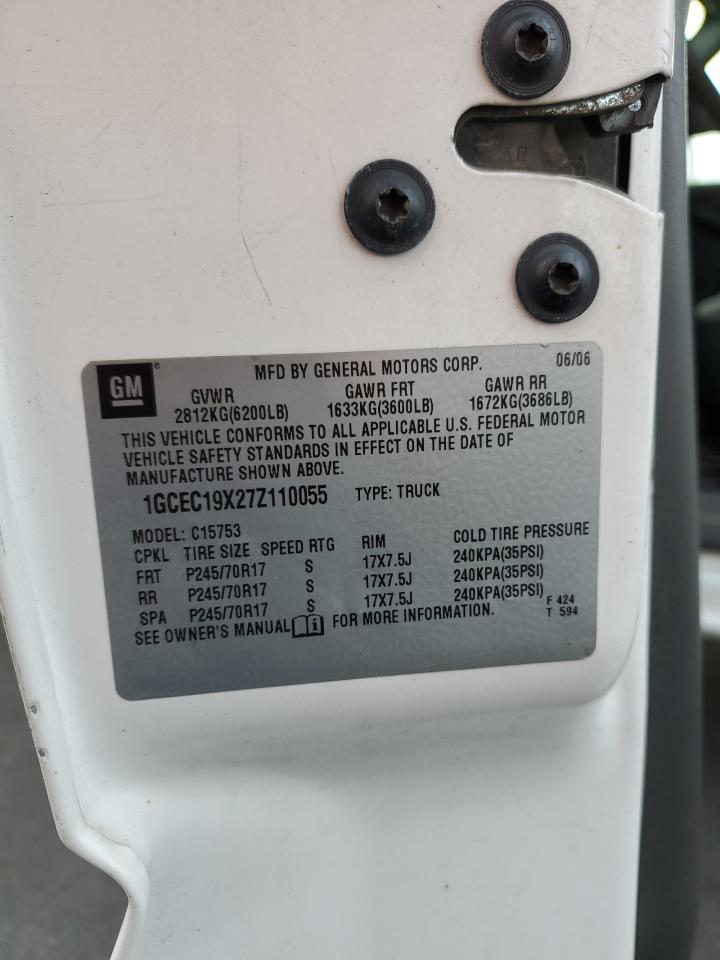 GM
MFD BY GENERAL MOTORS CORP. 06/06
GVWR GAWR FRT GAWR RR
2812KG(6200LB) 1633KG(3600LB) 1672KG(3686LB)
THIS VEHICLE CONFORMS TO ALL APPLICABLE U.S. FEDERAL MOTOR
VEHICLE SAFETY STANDARDS IN EFFECT ON THE DATE OF
MANUFACTURE SHOWN ABOVE.
1GCEC19X27Z110055 TYPE: TRUCK
MODEL: C15753
CPKL TIRE SIZE SPEED RTG RIM COLD TIRE PRESSURE
FRT P245/70R17 S 17X7.5J 240KPA(35PSI)
RR P245/70R17 S 17X7.5J 240KPA(35PSI)
SPA P245/70R17 S 17X7.5J 240KPA(35PSI)
SEE OWNER'S MANUAL i FOR MORE INFORMATION. F 424
T 594